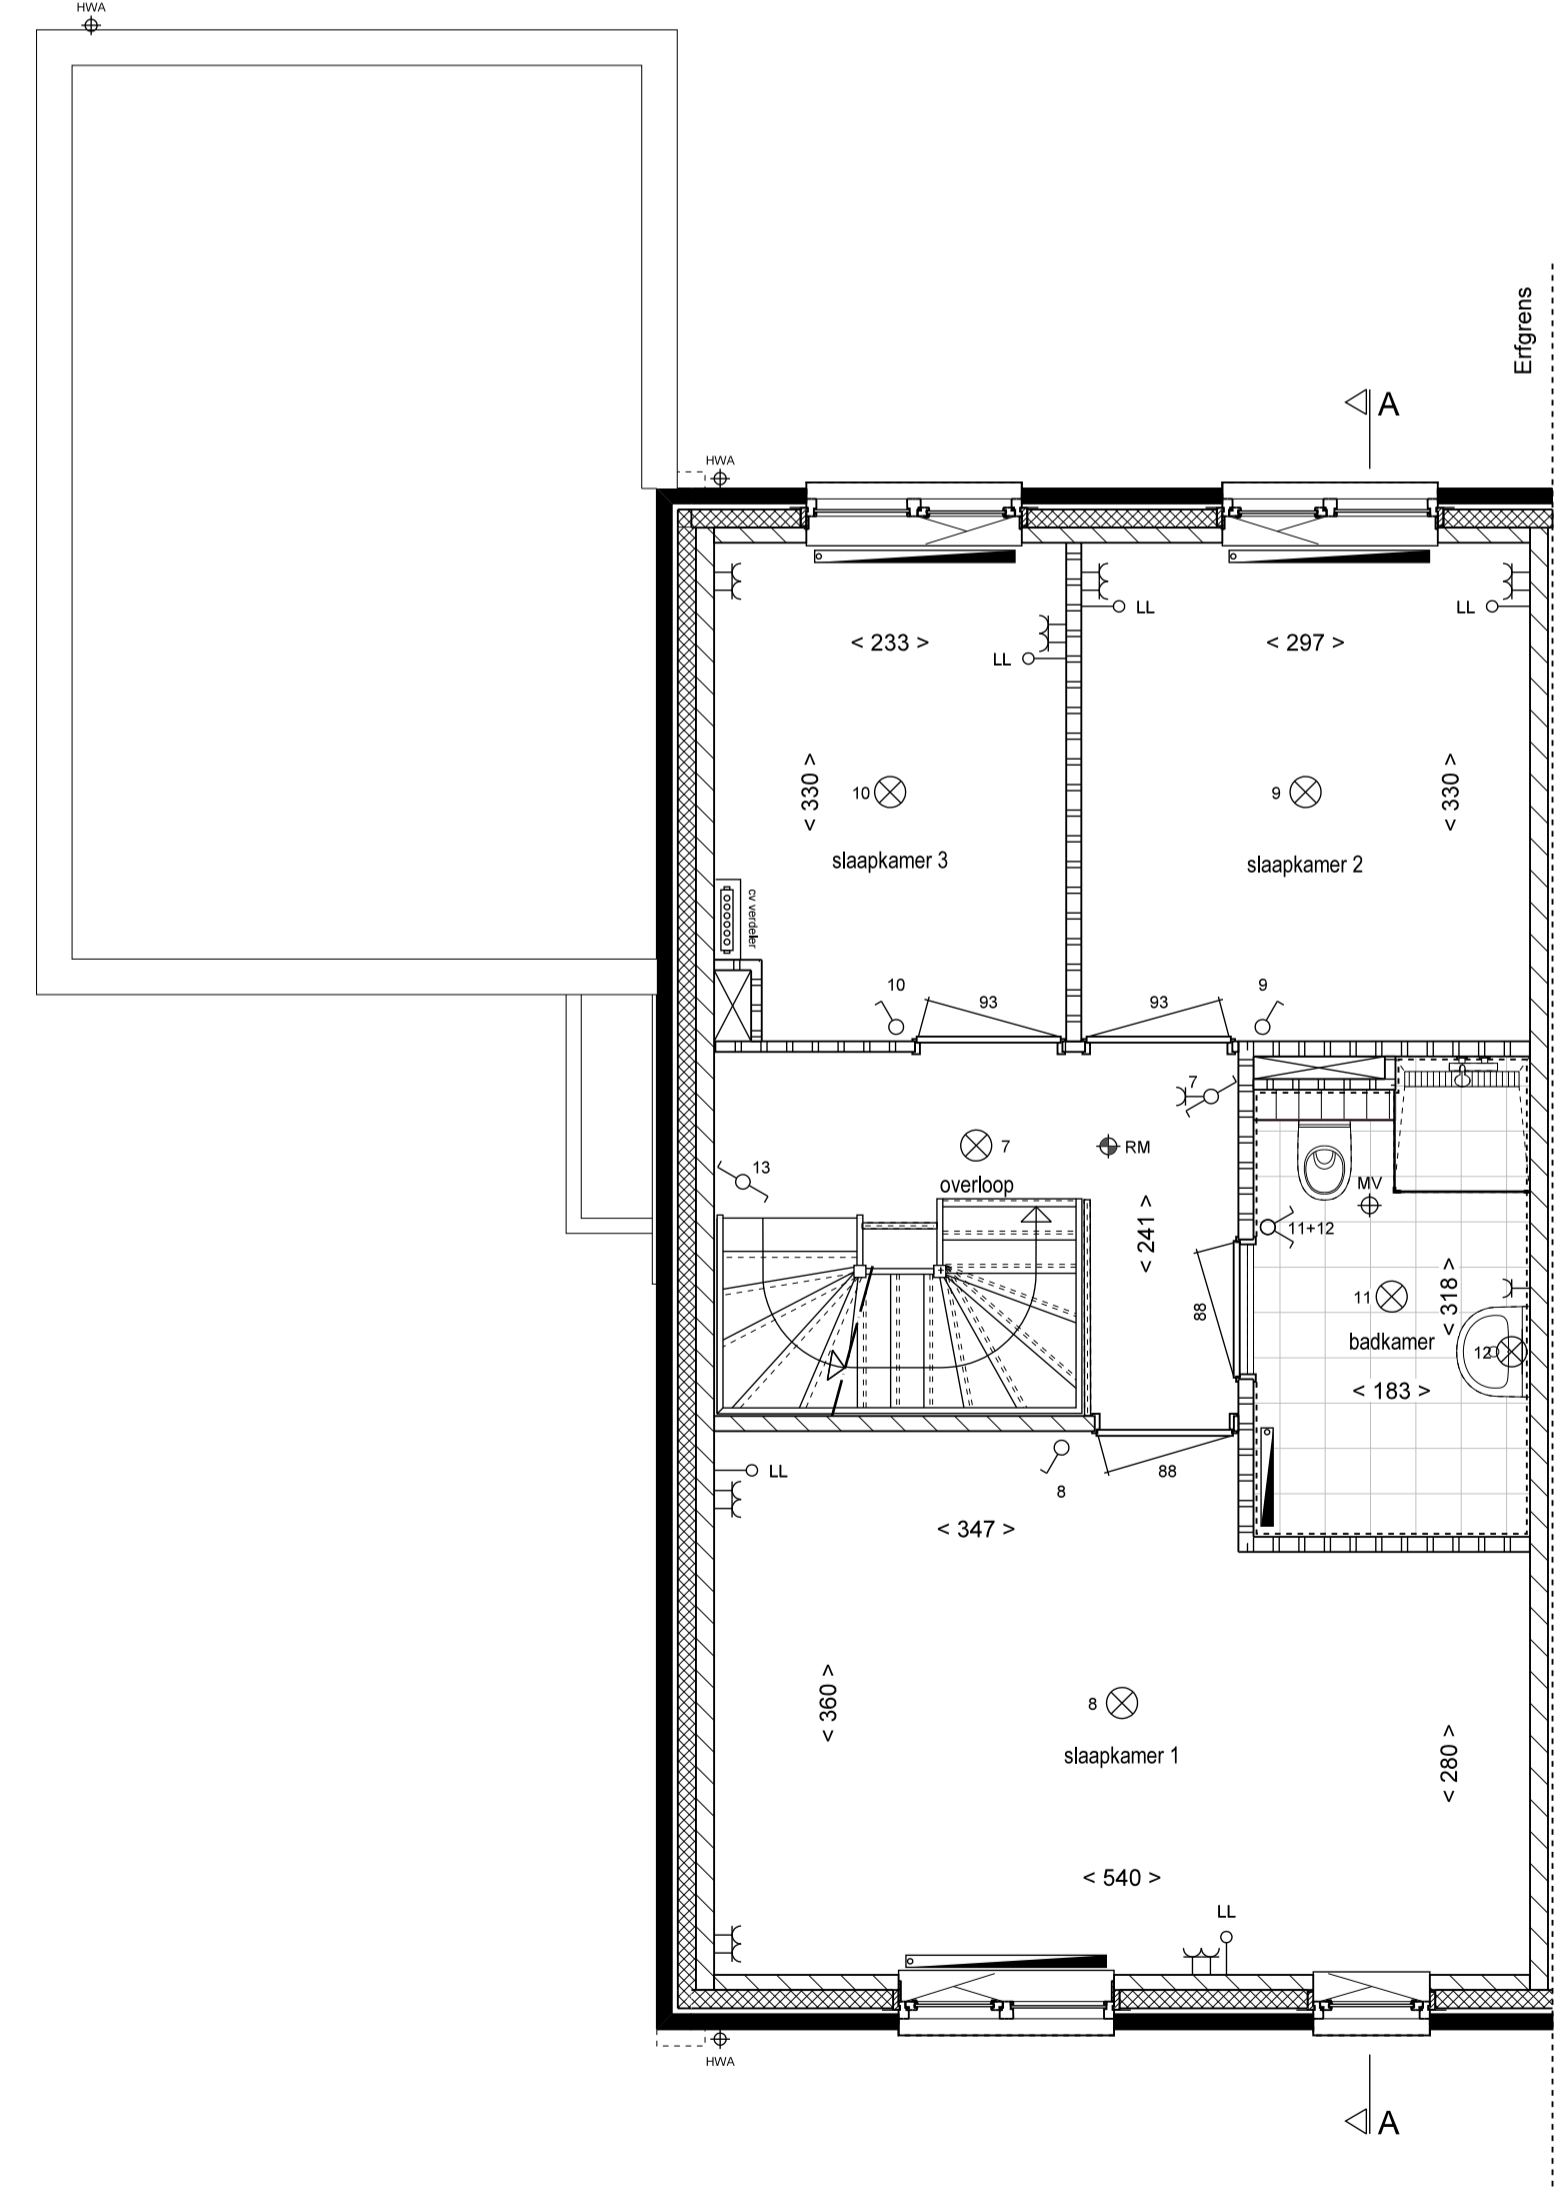 HWA
Erfgrens
A
HWA
LL
LL
< 233 >
< 297 >
LL
< 330 >
< 330 >
10
9
slaapkamer 3
slaapkamer 2
cv verdeler
10
93
93
9
7
7
RM
13
overloop
MV
< 241 >
11+12
< 318 >
11
88
badkamer
12
< 183 >
LL
88
8
< 347 >
< 360 >
8
slaapkamer 1
< 280 >
< 540 >
LL
HWA
A